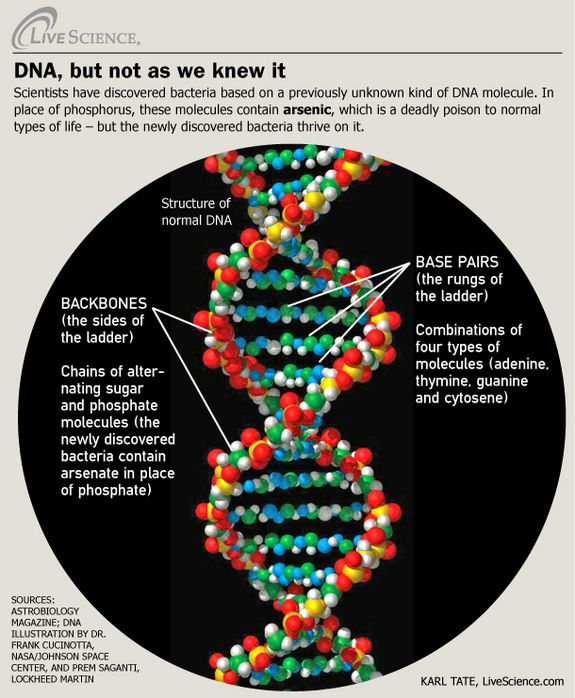 LIVESCIENCE.
DNA, but not as we knew it
Scientists have discovered bacteria based on a previously unknown kind of DNA molecule. In
place of phosphorus, these molecules contain arsenic, which is a deadly poison to normal
types of life – but the newly discovered bacteria thrive on it.
Structure of
normal DNA
BACKBONES
(the sides of
the ladder)
Chains of alter-
nating sugar
and phosphate
molecules (the
newly discovered
bacteria contain
arsenate in place
of phosphate)
BASE PAIRS
(the rungs of
the ladder)
Combinations of
four types of
molecules (adenine,
thymine, guanine
and cytosene)
SOURCES:
ASTROBIOLOGY
MAGAZINE; DNA
ILLUSTRATION BY DR.
FRANK CUCINOTTA,
NASA/JOHNSON SPACE
CENTER, AND PREM SAGANTI,
LOCKHEED MARTIN
KARL TATE, LiveScience.com